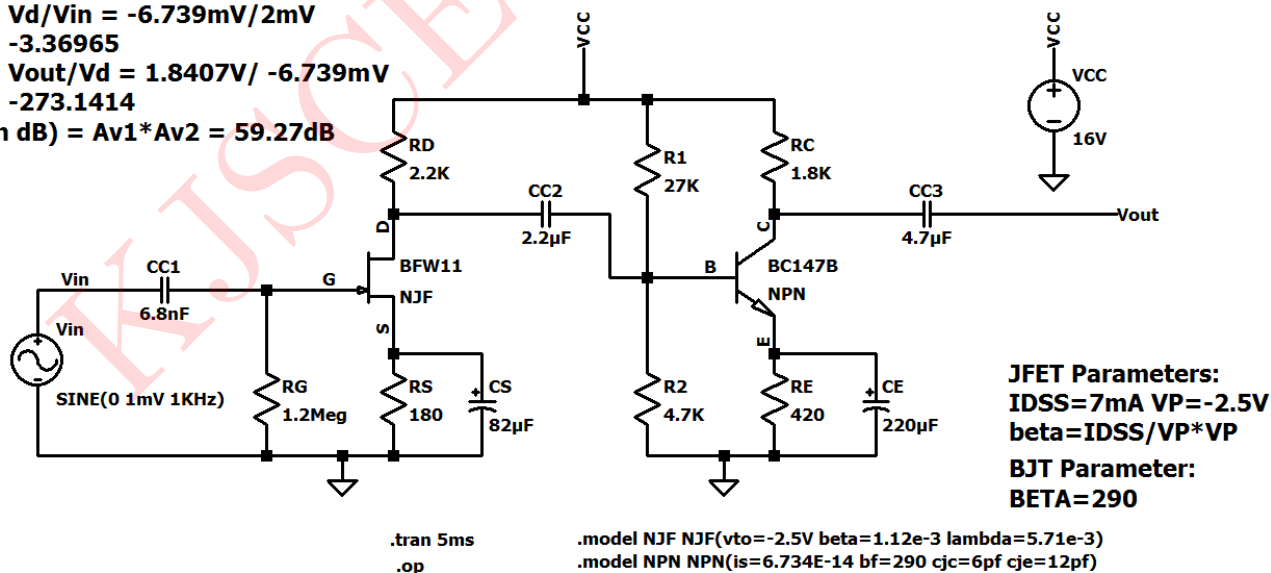 Vd/Vin = -6.739mV/2mV
-3.36965
Vout/Vd = 1.8407V/ -6.739mV
-273.1414
dB) = Av1*Av2 = 59.27dB
KJSCE
VCC
VCC
VCC
16V
RD
2.2K
R1
27K
RC
1.8K
CC2
2.2µF
CC3
4.7µF
Vout
D
C
BFW11
NJF
B
BC147B
NPN
Vin
CC1
6.8nF
G
Vin
S
E
SINE(0 1mV 1KHz)
RG
1.2Meg
RS
180
CS
82µF
R2
4.7K
RE
420
CE
220µF
JFET Parameters:
IDSS=7mA VP=-2.5V
beta=IDSS/VP*VP
BJT Parameter:
BETA=290
.tran 5ms
.op
.model NJF NJF(vto=-2.5V beta=1.12e-3 lambda=5.71e-3)
.model NPN NPN(is=6.734E-14 bf=290 cjc=6pf cje=12pf)